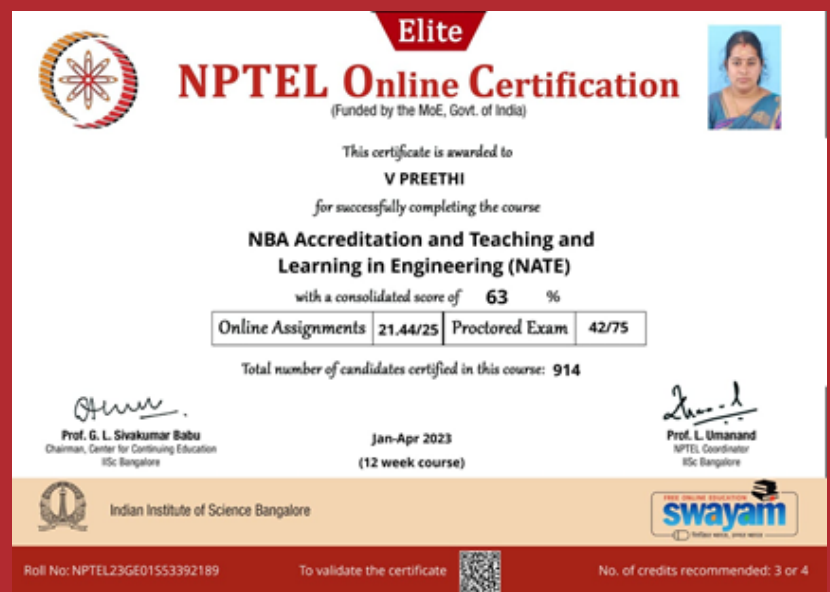 Elite
NPTEL Online Certification
(Funded by the MoE, Govt. of India)
This certificate is awarded to
V PREETHI
for successfully completing the course
NBA Accreditation and Teaching and
Learning in Engineering (NATE)
with a consolidated score of 63 %
Online Assignments 21.44/25 Proctored Exam 42/75
Total number of candidates certified in this course: 914
Prof. G. L. Sivakumar Babu
Chairman, Center for Continuing Education
IISc Bangalore
Jan-Apr 2023
(12 week course)
Prof. L. Umanand
NPTEL Coordinator
IISc Bangalore
Indian Institute of Science Bangalore
FREE ONLINE EDUCATION
swayam
Roll No: NPTEL23GE01S53392189
To validate the certificate
No. of credits recommended: 3 or 4